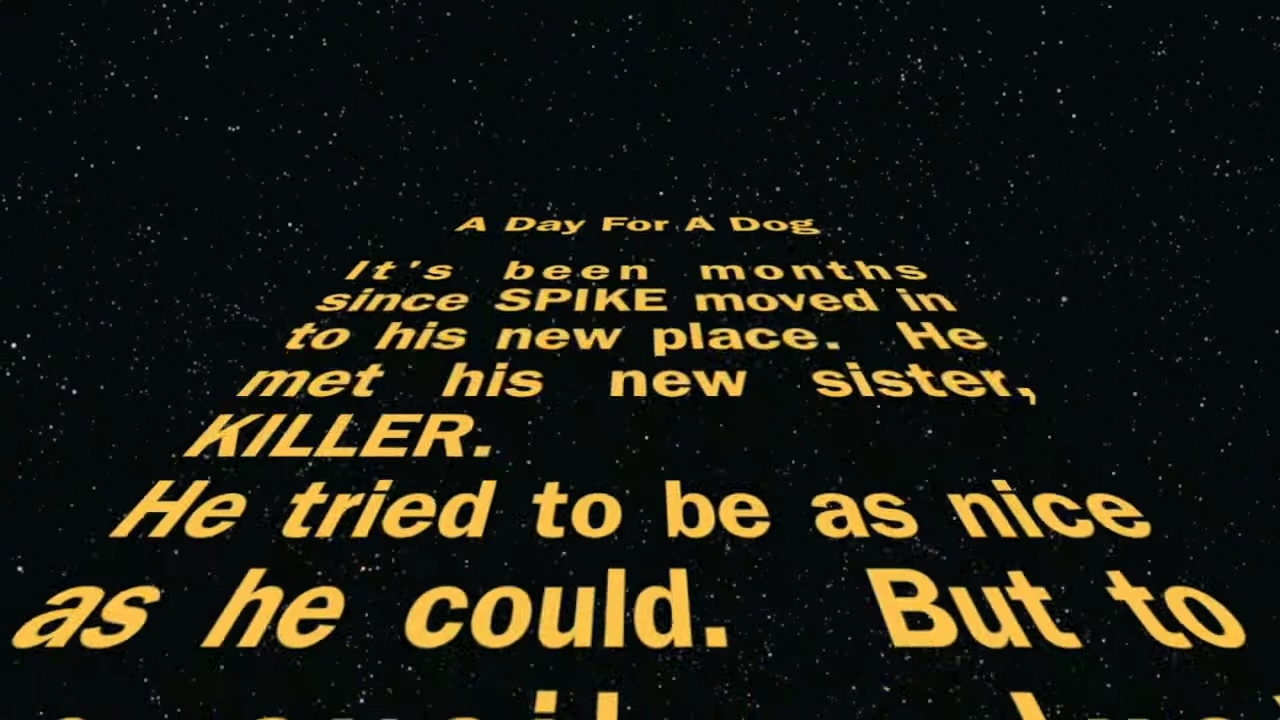 A Day For A Dog
It's been months
since SPIKE moved in
to his new place. He
met his new sister,
KILLER.
He tried to be as nice
as he could. But to